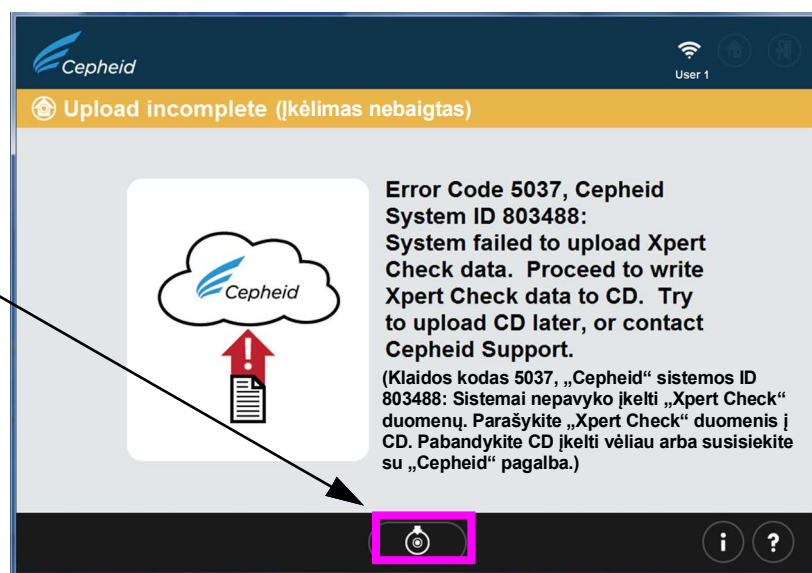 Cepheid
User 1
Upload incomplete (Įkėlimas nebaigtas)
Cepheid
Error Code 5037, Cepheid
System ID 803488:
System failed to upload Xpert
Check data. Proceed to write
Xpert Check data to CD. Try
to upload CD later, or contact
Cepheid Support.
(Klaidos kodas 5037, „Cepheid“ sistemos ID
803488: Sistemai nepavyko įkelti „Xpert Check“
duomenų. Parašykite „Xpert Check“ duomenis į
CD. Pabandykite CD įkelti vėliau arba susisiekite
su „Cepheid“ pagalba.)
i ?